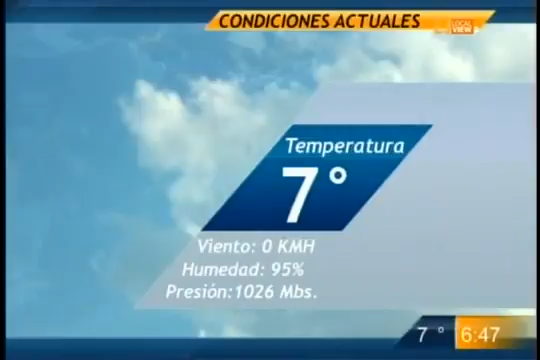 CONDICIONES ACTUALES
LOCAL
VIEW
Temperatura
7°
Viento: 0 KMH
Humedad: 95%
Presión:1026 Mbs.
7 ° 6:47